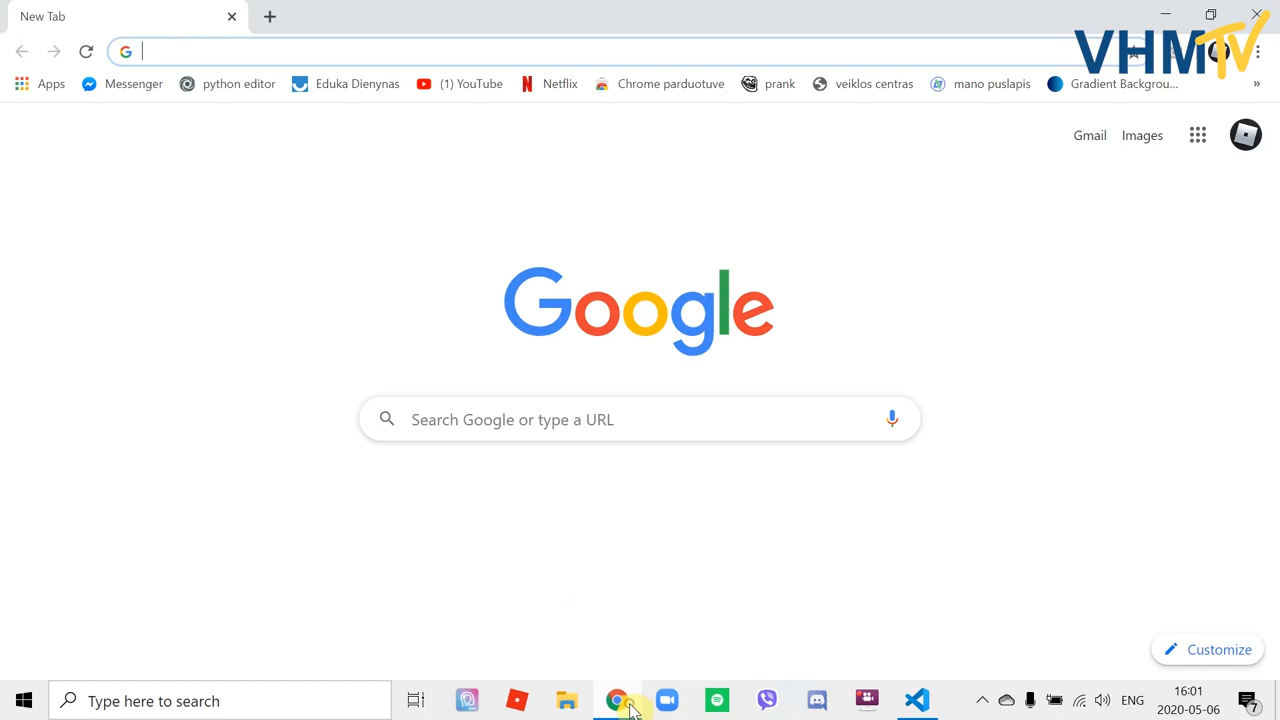 New Tab
VHMTV
Apps Messenger python editor Eduka Dienynas (1) YouTube Netflix Chrome parduotuve prank veiklos centras mano puslapis Gradient Backgrou... »
Gmail Images
Google
Search Google or type a URL
Customize
Type here to search
ENG
16:01
2020-05-06
7